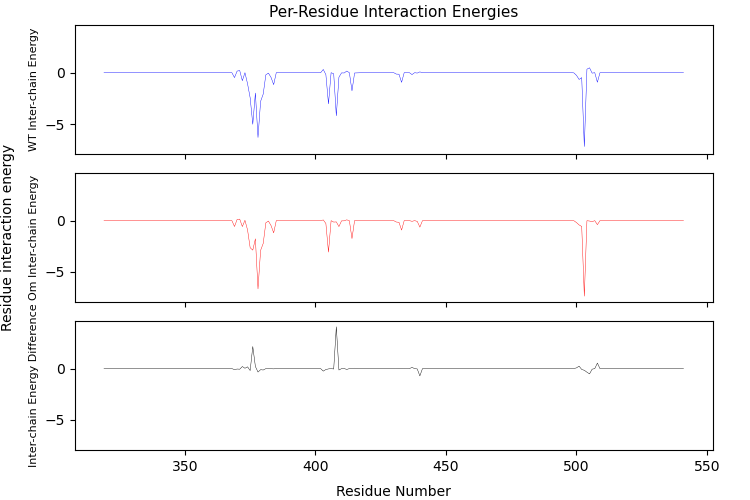 Per-Residue Interaction Energies
Residue interaction energy
WT Inter-chain Energy
0
−5
Om Inter-chain Energy
0
−5
Inter-chain Energy Difference
0
−5
350
400
450
500
550
Residue Number